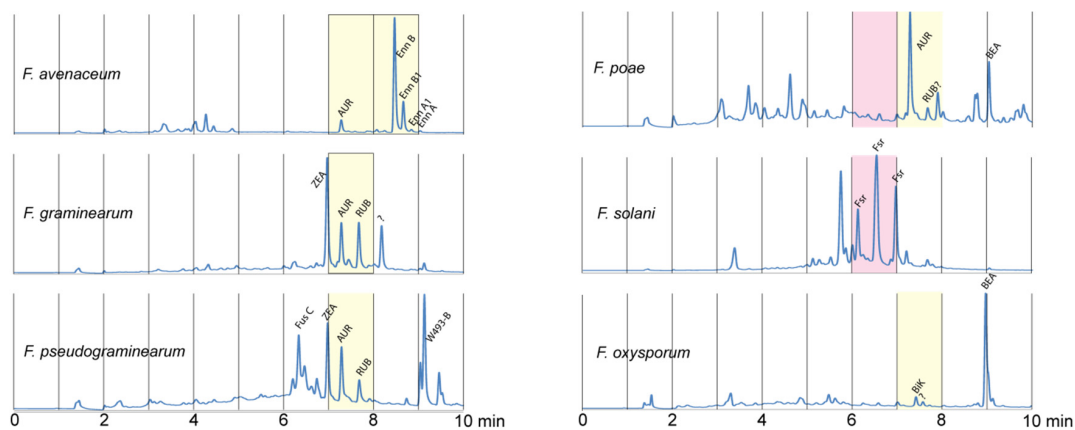 F. avenaceum
AUR
Enn B
Enn B1
Enn A1
Enn A
F. graminearum
ZEA
AUR
RUB
?
F. pseudograminearum
Fus C
ZEA
AUR
RUB
W493-B
0 2 4 6 8 10 min
F. poae
AUR
RUB?
BEA
F. solani
Fsr
Fsr
Fsr
F. oxysporum
BiK
?
BEA
0 2 4 6 8 10 min